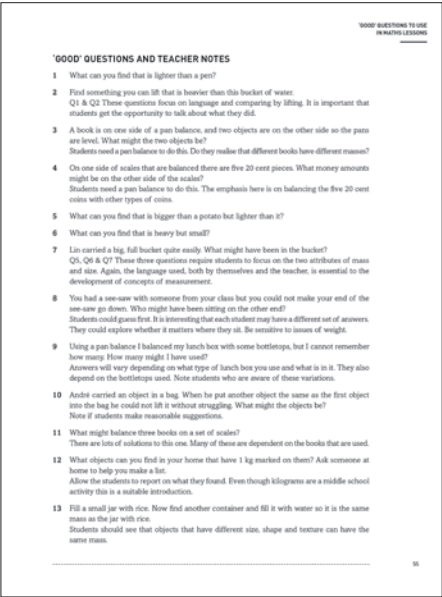 'GOOD' QUESTIONS TO USE
IN MATHS LESSONS
'GOOD' QUESTIONS AND TEACHER NOTES
1 What can you find that is lighter than a pen?
2 Find something you can lift that is heavier than this bucket of water.
Q1 & Q2 These questions focus on language and comparing by lifting. It is important that
students get the opportunity to talk about what they did.
3 A book is on one side of a pan balance, and two objects are on the other side so the pans
are level. What might the two objects be?
Students need a pan balance to do this. Do they realise that different books have different masses?
4 On one side of scales that are balanced there are five 20 cent pieces. What money amounts
might be on the other side of the scales?
Students need a pan balance to do this. The emphasis here is on balancing the five 20 cent
coins with other types of coins.
5 What can you find that is bigger than a potato but lighter than it?
6 What can you find that is heavy but small?
7 Lin carried a big, full bucket quite easily. What might have been in the bucket?
Q5, Q6 & Q7 These three questions require students to focus on the two attributes of mass
and size. Again, the language used, both by themselves and the teacher, is essential to the
development of concepts of measurement.
8 You had a see-saw with someone from your class but you could not make your end of the
see-saw go down. Who might have been sitting on the other end?
Students could guess first. It is interesting that each student may have a different set of answers.
They could explore whether it matters where they sit. Be sensitive to issues of weight.
9 Using a pan balance I balanced my lunch box with some bottletops, but I cannot remember
how many. How many might I have used?
Answers will vary depending on what type of lunch box you use and what is in it. They also
depend on the bottletops used. Note students who are aware of these variations.
10 André carried an object in a bag. When he put another object the same as the first object
into the bag he could not lift it without struggling. What might the objects be?
Note if students make reasonable suggestions.
11 What might balance three books on a set of scales?
There are lots of solutions to this one. Many of these are dependent on the books that are used.
12 What objects can you find in your home that have 1 kg marked on them? Ask someone at
home to help you make a list.
Allow the students to report on what they found. Even though kilograms are a middle school
activity this is a suitable introduction.
13 Fill a small jar with rice. Now find another container and fill it with water so it is the same
mass as the jar with rice.
Students should see that objects that have different size, shape and texture can have the
same mass.
55